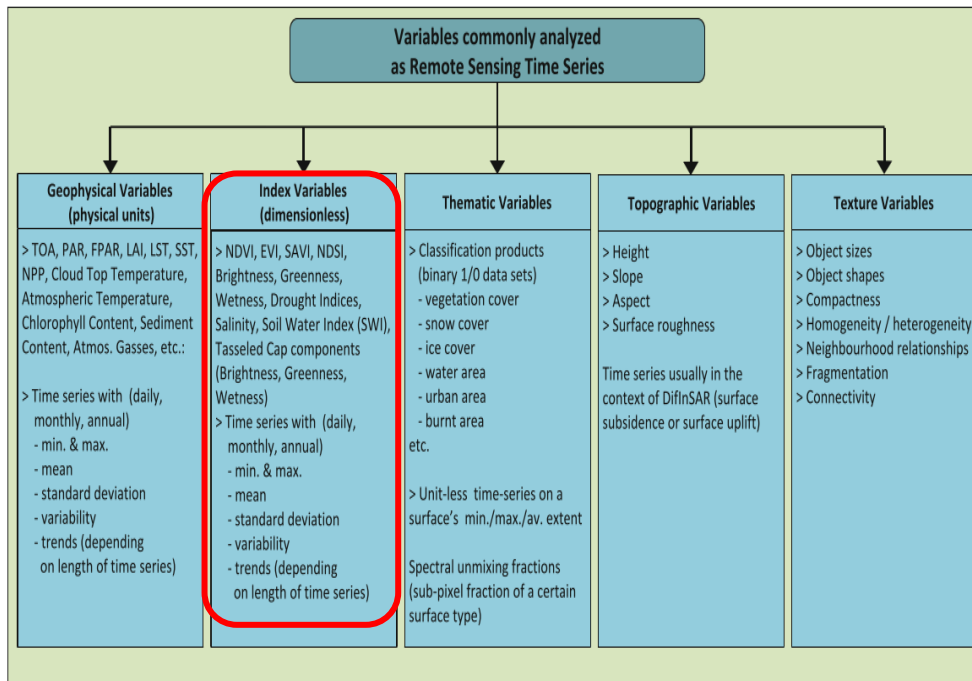 Variables commonly analyzed
as Remote Sensing Time Series
Geophysical Variables
(physical units)
> TOA, PAR, FPAR, LAI, LST, SST,
NPP, Cloud Top Temperature,
Atmospheric Temperature,
Chlorophyll Content, Sediment
Content, Atmos. Gasses, etc.:
> Time series with (daily,
monthly, annual)
- min. & max.
- mean
- standard deviation
- variability
- trends (depending
on length of time series)
Index Variables
(dimensionless)
> NDVI, EVI, SAVI, NDSI,
Brightness, Greenness,
Wetness, Drought Indices,
Salinity, Soil Water Index (SWI),
Tasseled Cap components
(Brightness, Greenness,
Wetness)
> Time series with (daily,
monthly, annual)
- min. & max.
- mean
- standard deviation
- variability
- trends (depending
on length of time series)
Thematic Variables
> Classification products
(binary 1/0 data sets)
- vegetation cover
- snow cover
- ice cover
- water area
- urban area
- burnt area
etc.
> Unit-less time-series on a
surface's min./max./av. extent
Spectral unmixing fractions
(sub-pixel fraction of a certain
surface type)
Topographic Variables
> Height
> Slope
> Aspect
> Surface roughness
Time series usually in the
context of DifInSAR (surface
subsidence or surface uplift)
Texture Variables
> Object sizes
> Object shapes
> Compactness
> Homogeneity / heterogeneity
> Neighbourhood relationships
> Fragmentation
> Connectivity